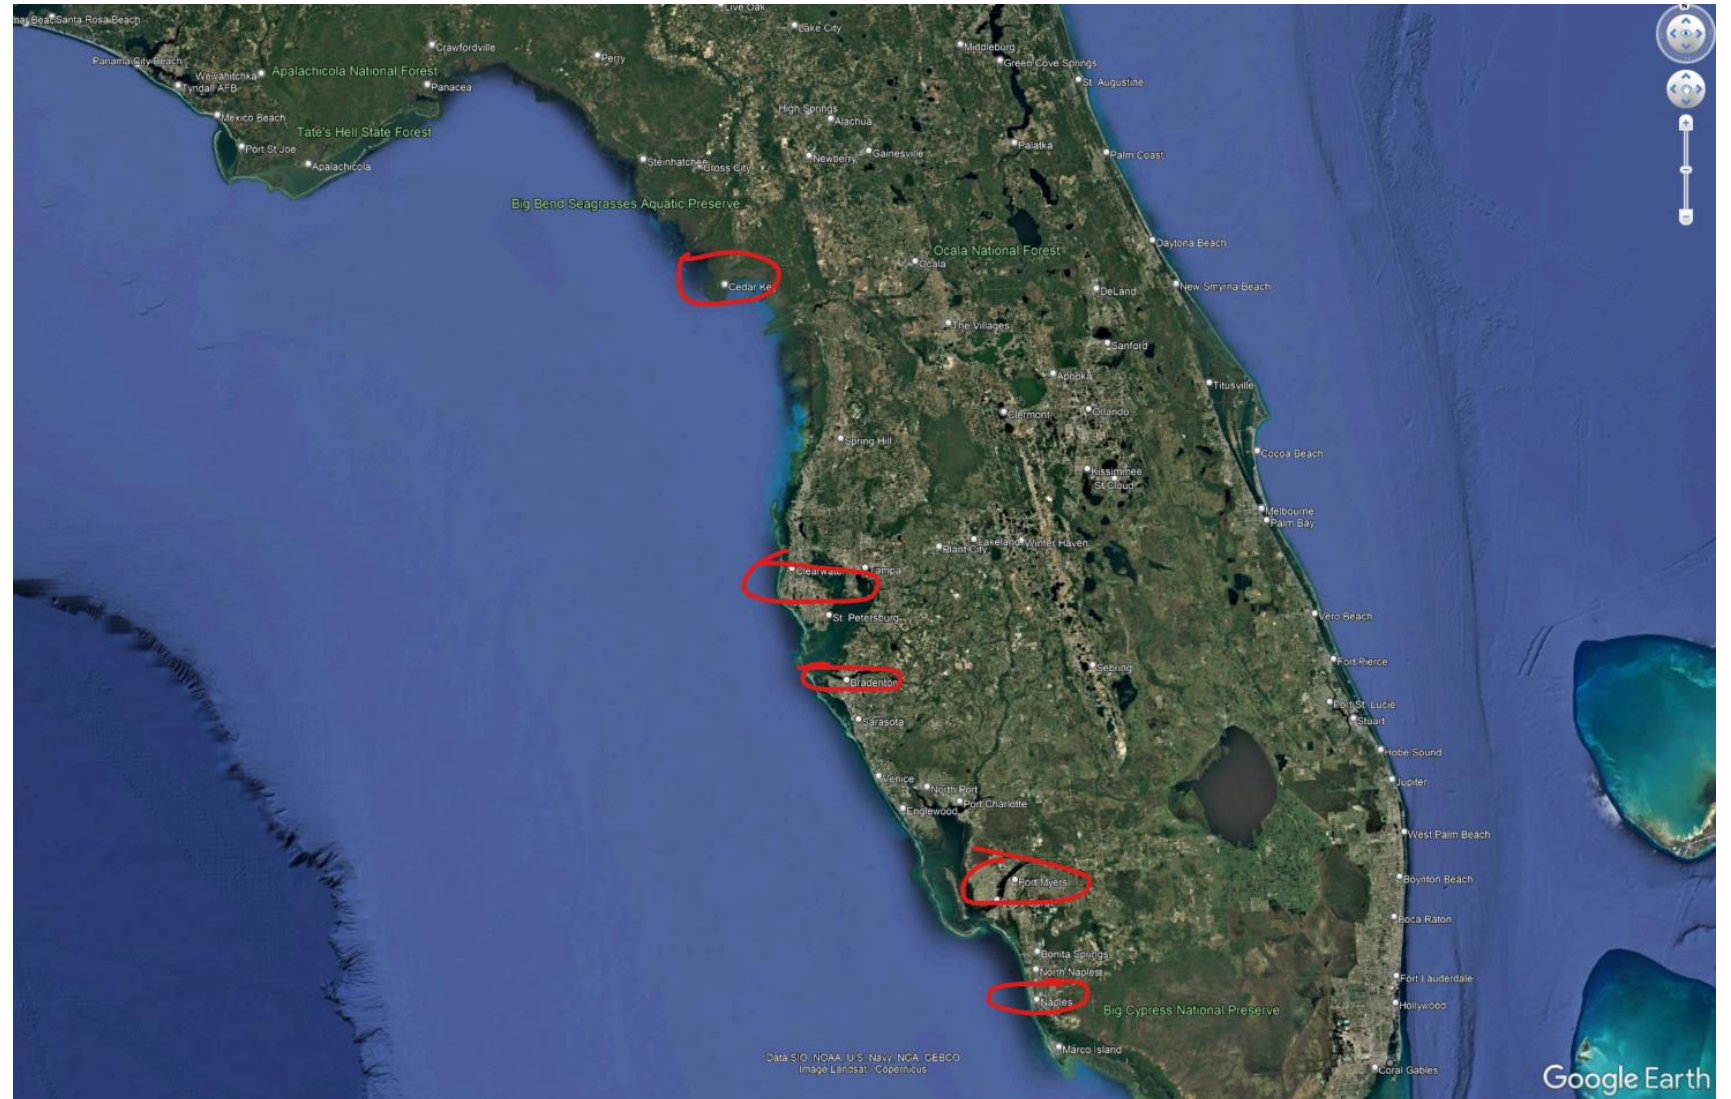 Live Oak
Santa Rosa Beach
Lake City
Crawfordville
Middleburg
Perry
Panama City Beach
Green Cove Springs
Apalachicola National Forest
Wewahitchka
St. Augustine
Tyndall AFB
Panacea
High Springs
Mexico Beach
Alachua
Tate's Hell State Forest
Palatka
Port St Joe
Gainesville
Palm Coast
Newberry
Steinhatchee
Apalachicola
Cross City
Big Bend Seagrasses Aquatic Preserve
Daytona Beach
Ocala National Forest
Ocala
Cedar Key
New Smyrna Beach
DeLand
The Villages
Sanford
Apopka
Titusville
Orlando
Clermont
Spring Hill
Cocoa Beach
Kissimmee
St Cloud
Melbourne
Palm Bay
Lakeland
Winter Haven
Plant City
Clearwater
Tampa
St. Petersburg
Vero Beach
Fort Pierce
Sebring
Bradenton
Port St. Lucie
Sarasota
Stuart
Hobe Sound
Venice
Jupiter
North Port
Port Charlotte
Englewood
West Palm Beach
Boynton Beach
Fort Myers
Boca Raton
Bonita Springs
North Naples
Fort Lauderdale
Naples
Hollywood
Big Cypress National Preserve
Marco Island
Data SIO, NOAA, U.S. Navy, NGA, GEBCO
Image Landsat / Copernicus
Coral Gables
Google Earth